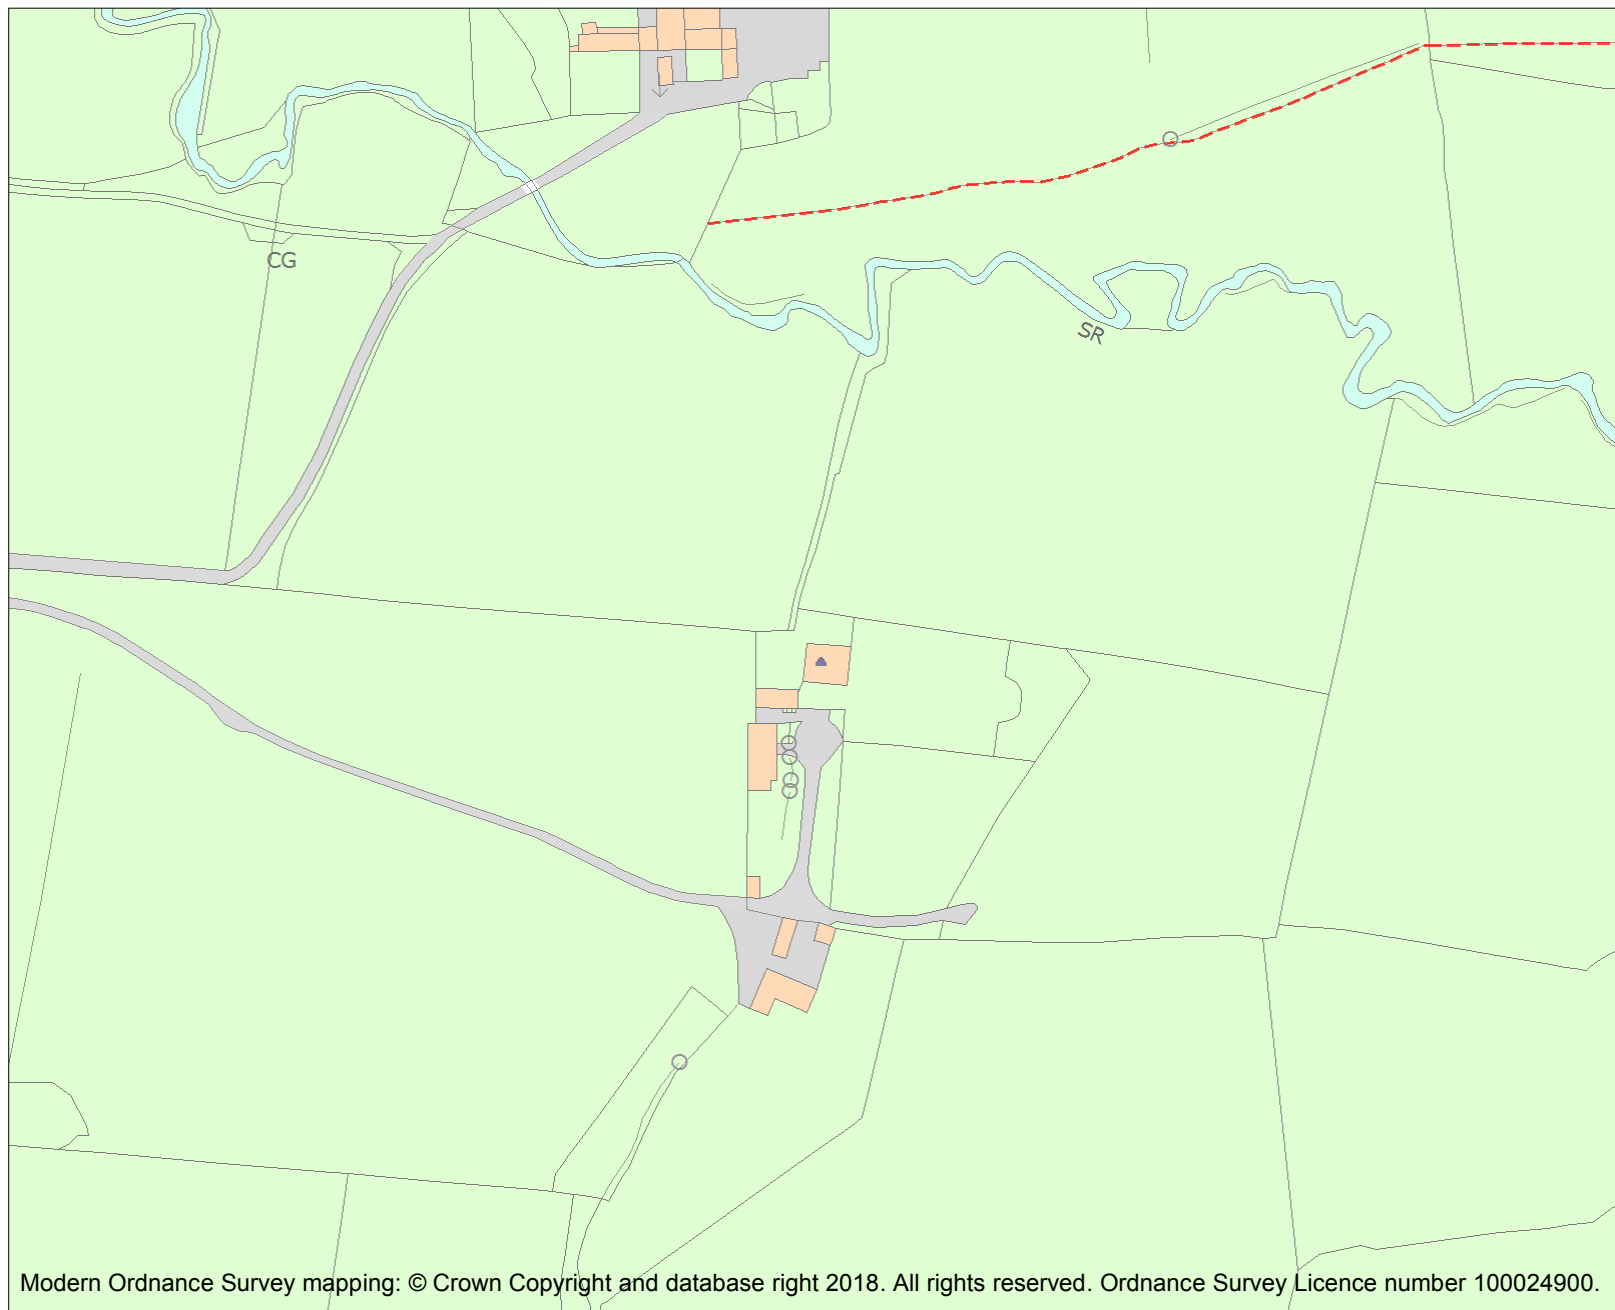 CG
SR
Modern Ordnance Survey mapping: © Crown Copyright and database right 2018. All rights reserved. Ordnance Survey Licence number 100024900.